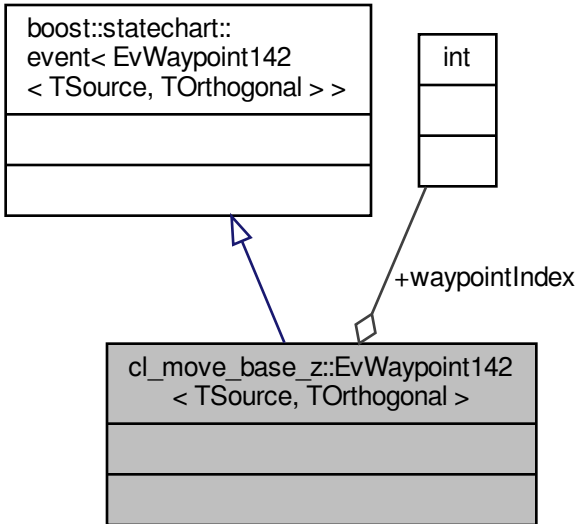 boost::statechart::
event< EvWaypoint142
< TSource, TOrthogonal > >
int
+waypointIndex
cl_move_base_z::EvWaypoint142
< TSource, TOrthogonal >